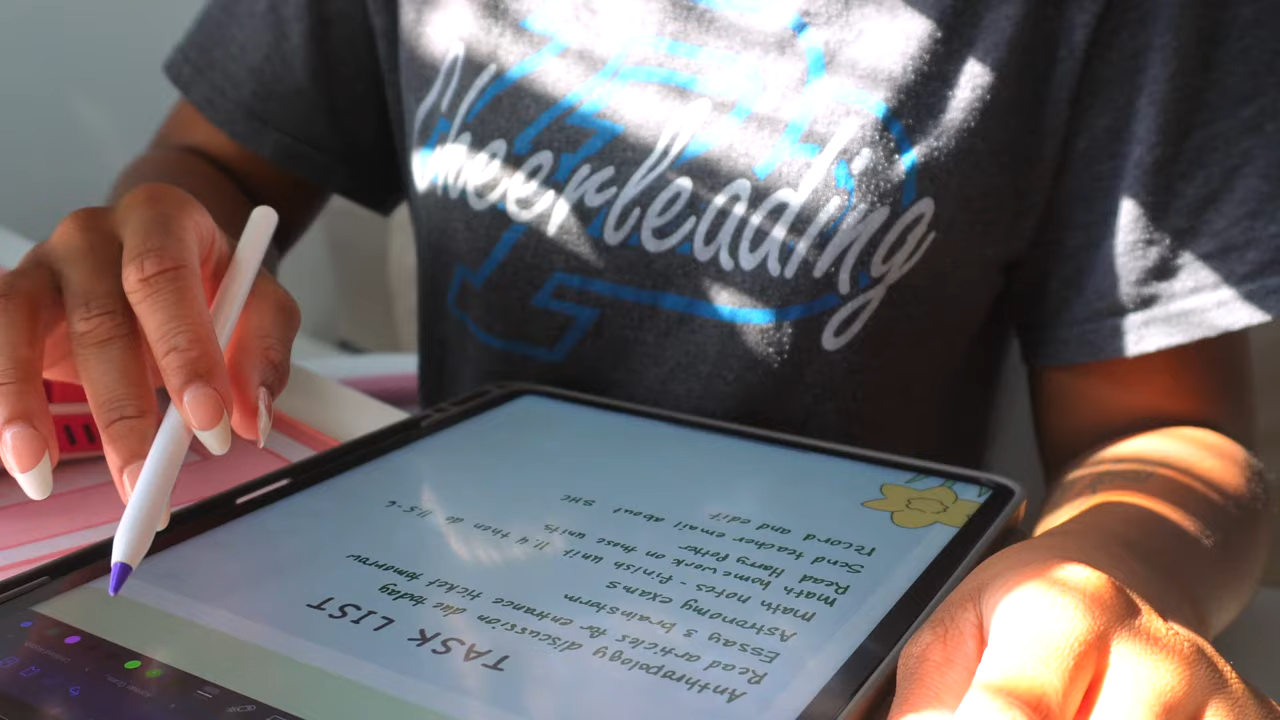 Cheerleading
TASK LIST
Anthropology discussion due today
Read articles for entrance ticket tomorrow
Essay 3 brainstorm
Astronomy exams
math notes - finish unit 11.4 then do 11.5-6
math homework on those units
Read Harry Potter
Send teacher email about SHC
record and edit